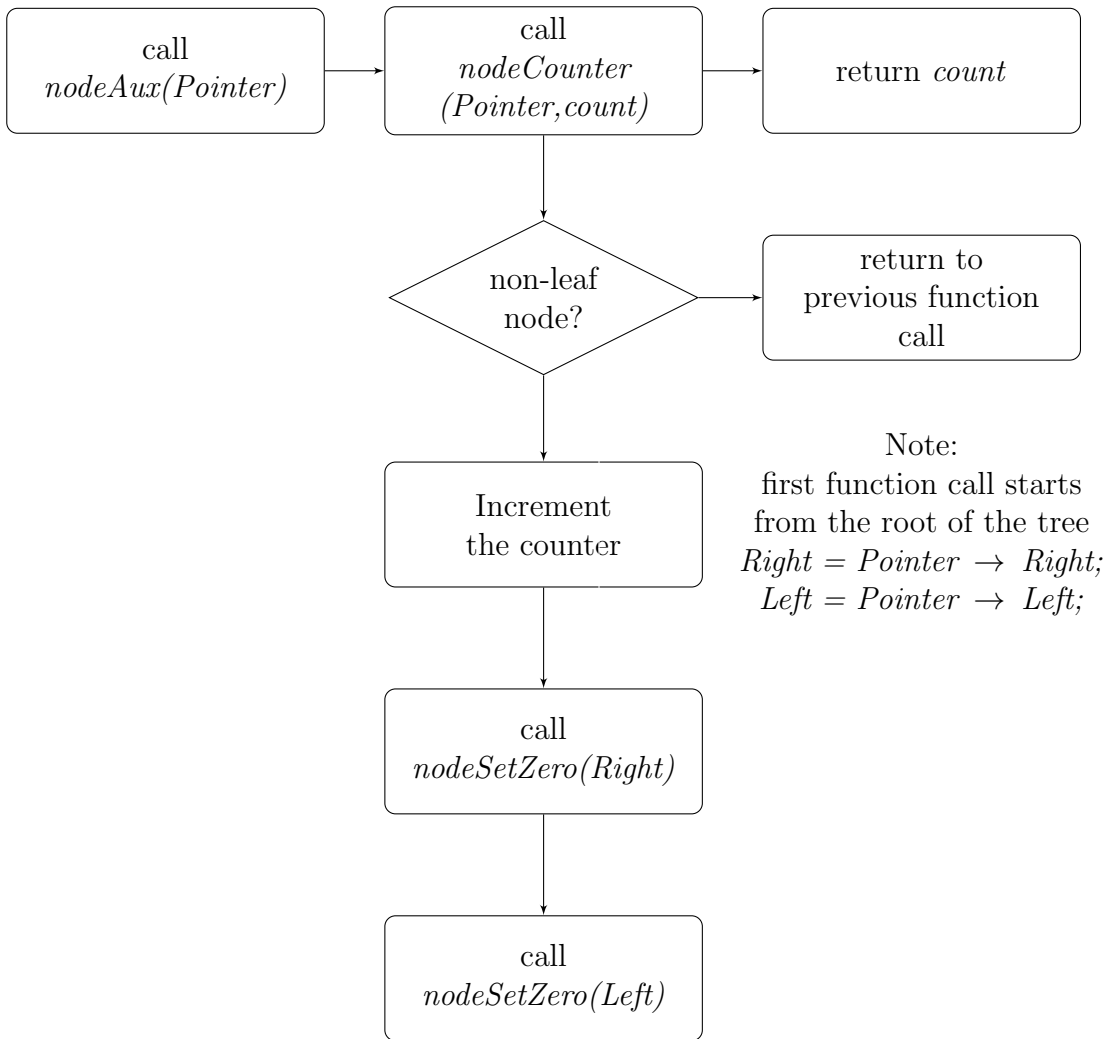 call
nodeAux(Pointer)
call
nodeCounter
(Pointer,count)
return count
non-leaf
node?
return to
previous function
call
Increment
the counter
Note:
first function call starts
from the root of the tree
Right = Pointer → Right;
Left = Pointer → Left;
call
nodeSetZero(Right)
call
nodeSetZero(Left)